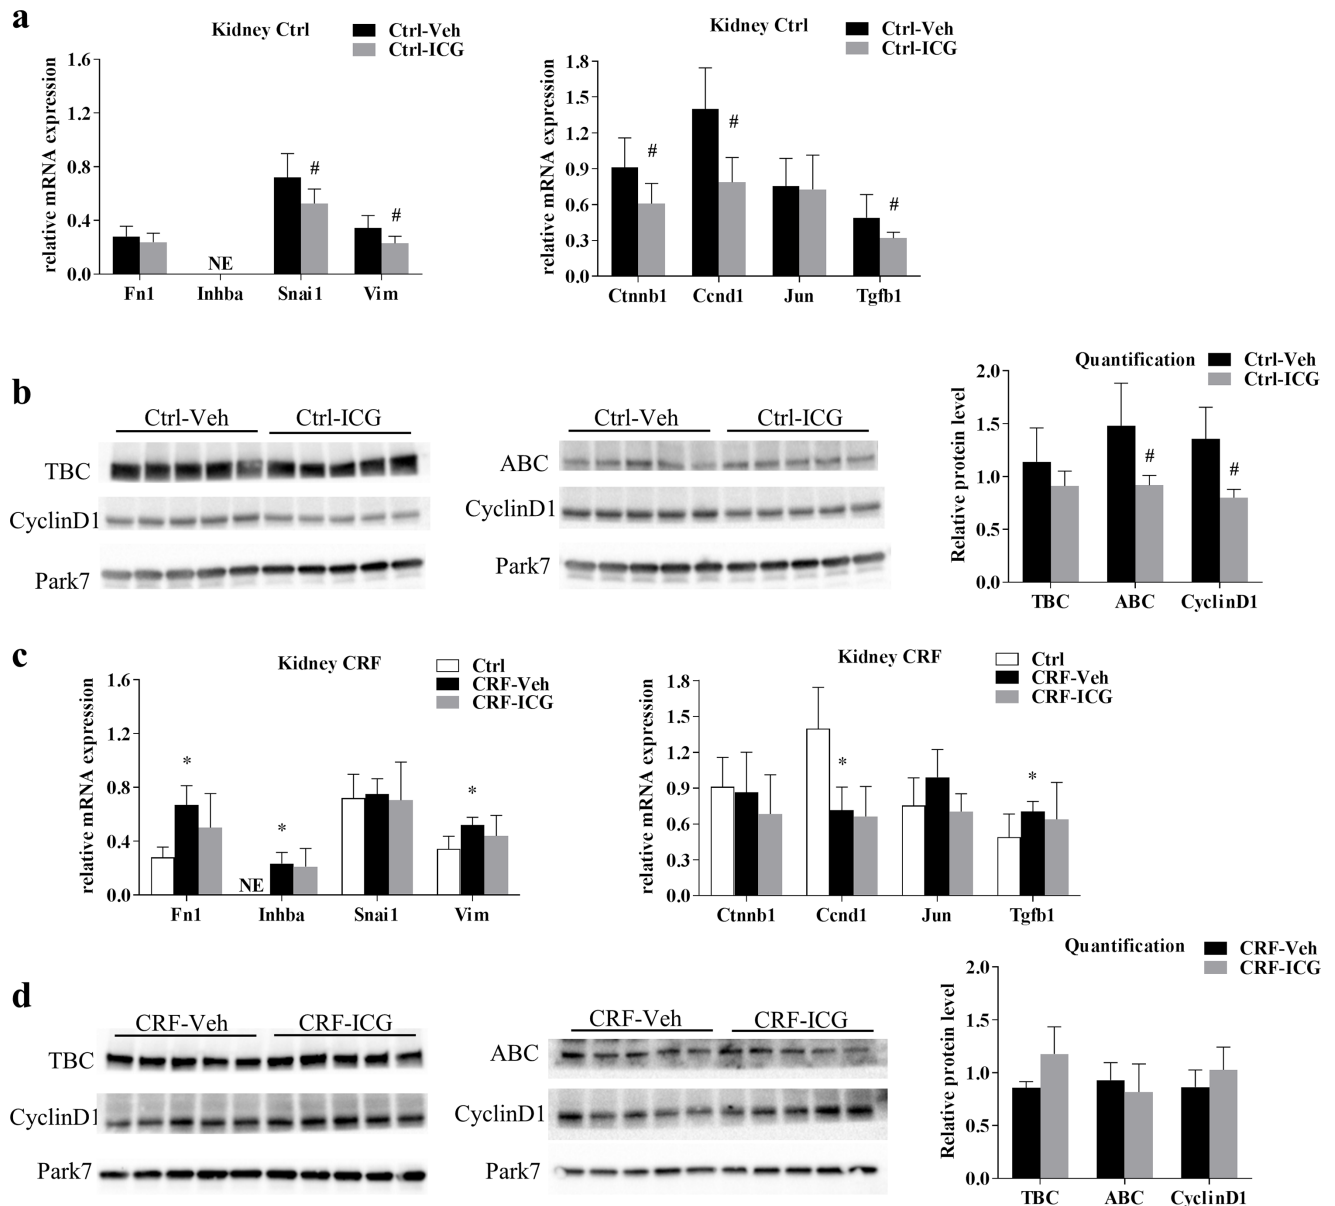 a
Kidney Ctrl
Ctrl-Veh
Ctrl-ICG
relative mRNA expression
1.6
1.2
0.8
0.4
0.0
NE
#
#
Fn1 Inhba Snai1 Vim
Kidney Ctrl
Ctrl-Veh
Ctrl-ICG
relative mRNA expression
1.8
1.5
1.2
0.9
0.6
0.3
0.0
#
#
#
Ctnnb1 Ccnd1 Jun Tgfb1
b
Ctrl-Veh Ctrl-ICG
TBC
CyclinD1
Park7
Ctrl-Veh Ctrl-ICG
ABC
CyclinD1
Park7
Quantification
Ctrl-Veh
Ctrl-ICG
Relative protein level
2.0
1.5
1.0
0.5
0.0
#
#
TBC ABC CyclinD1
c
Kidney CRF
Ctrl
CRF-Veh
CRF-ICG
relative mRNA expression
1.6
1.2
0.8
0.4
0.0
*
NE
*
*
Fn1 Inhba Snai1 Vim
Kidney CRF
Ctrl
CRF-Veh
CRF-ICG
relative mRNA expression
1.8
1.5
1.2
0.9
0.6
0.3
0.0
*
*
Ctnnb1 Ccnd1 Jun Tgfb1
d
CRF-Veh CRF-ICG
TBC
CyclinD1
Park7
CRF-Veh CRF-ICG
ABC
CyclinD1
Park7
Quantification
CRF-Veh
CRF-ICG
Relative protein level
2.0
1.5
1.0
0.5
0.0
TBC ABC CyclinD1